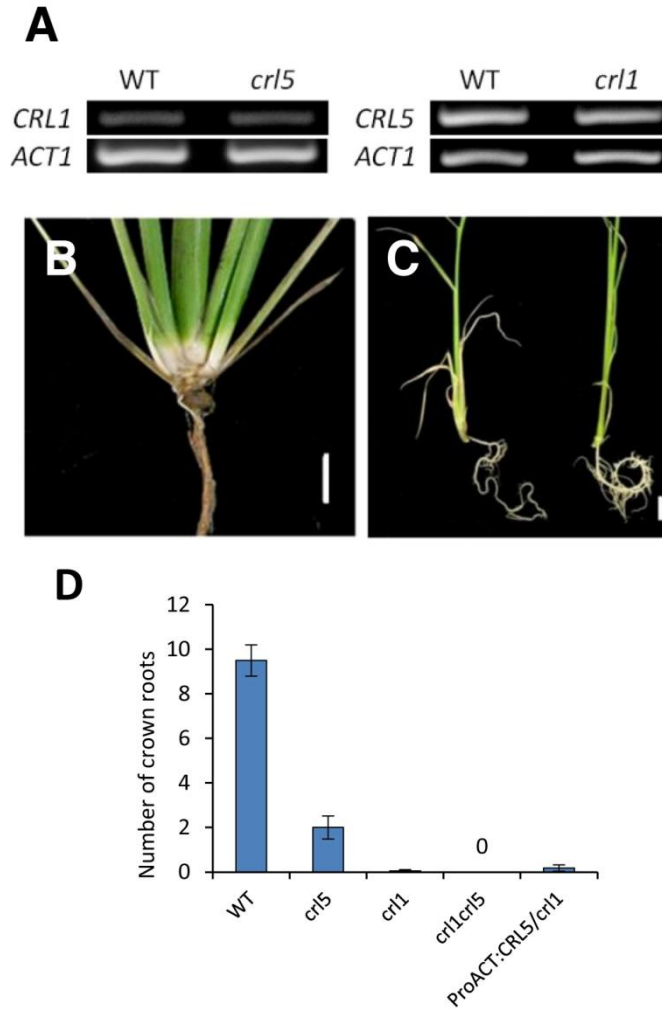 A
WT crl5
CRL1
ACT1
WT crl1
CRL5
ACT1
B
C
D
Number of crown roots
12
10
8
6
4
2
0
0
WT
crl5
crl1
crl1crl5
ProACT:CRL5/crl1